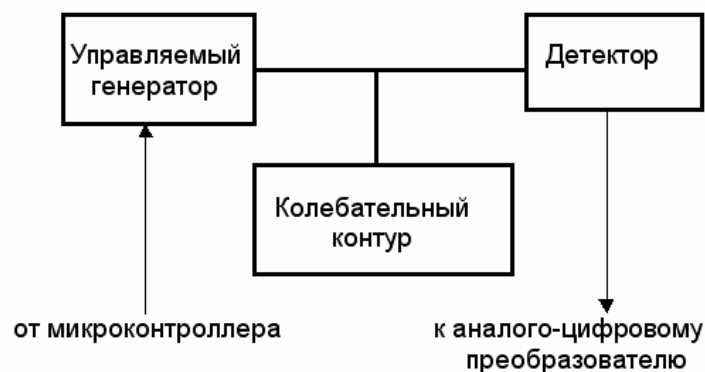 Управляемый
генератор
Детектор
Колебательный
контур
от микроконтроллера
к аналого-цифровому
преобразователю